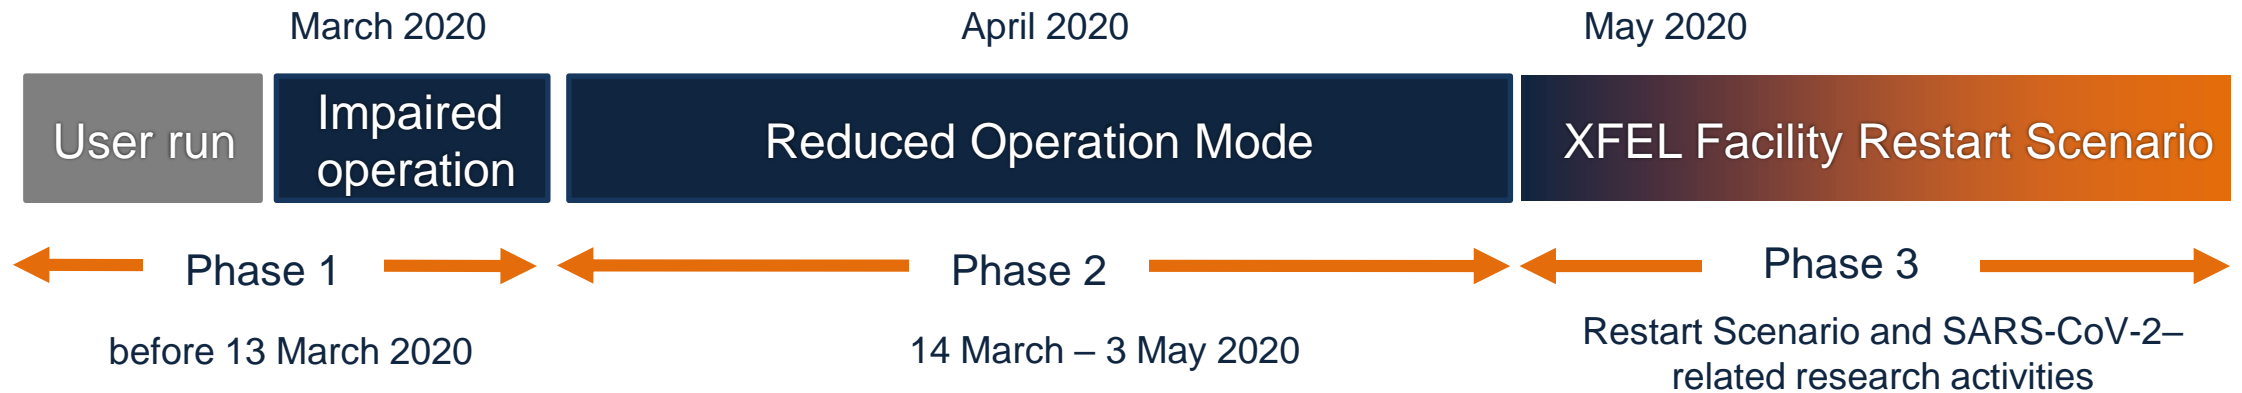 March 2020
April 2020
May 2020
User run
Impaired
operation
Reduced Operation Mode
XFEL Facility Restart Scenario
Phase 1
Phase 2
Phase 3
before 13 March 2020
14 March – 3 May 2020
Restart Scenario and SARS-CoV-2–
related research activities